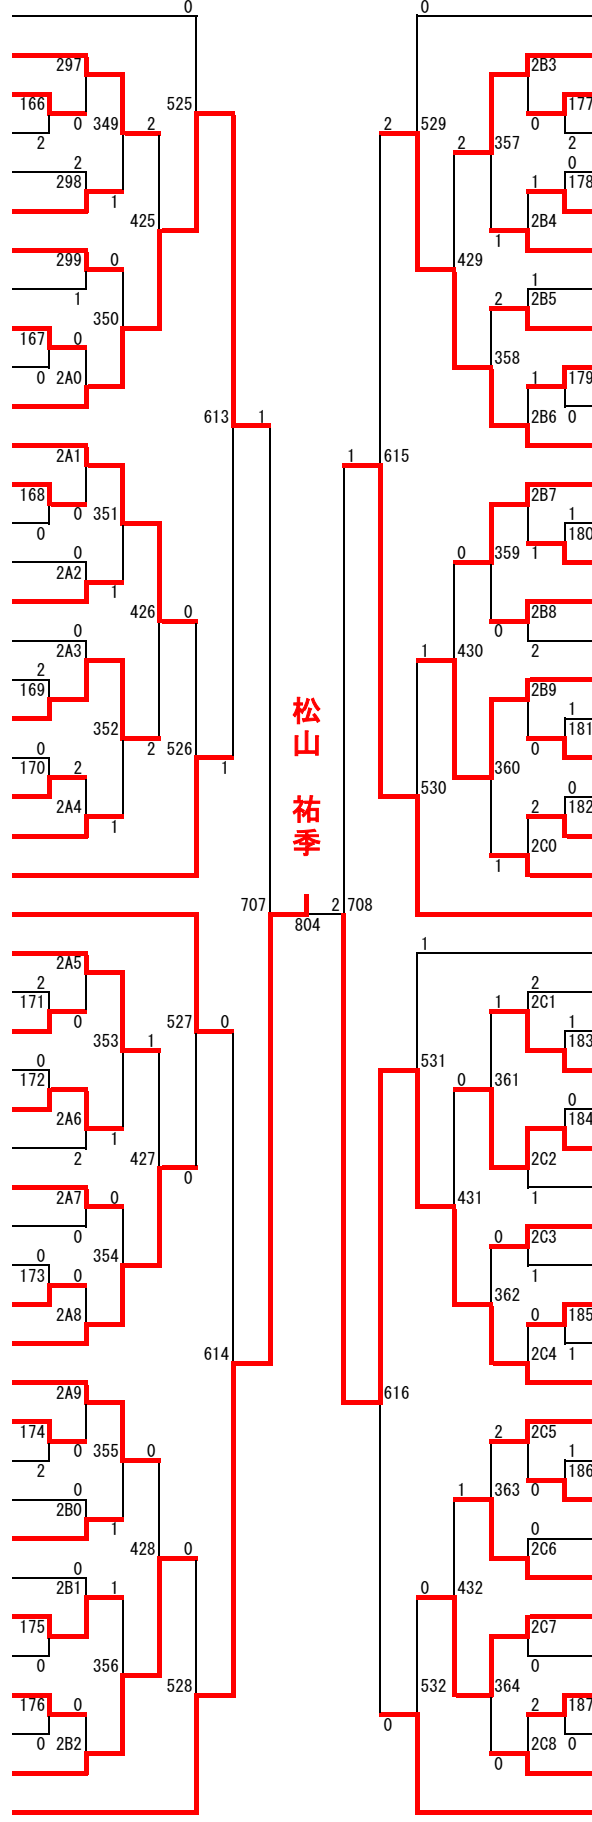 0 0
297 2B3
166 525 2 529 177
0 349 2 2 357 0
2 2
2 0
298 1 178
1 425 2B4
1
299 0 429
1 1
350 2 2B5
167 0
0 2A0 358 1 179
613 1 2B6 0
2A1 1 615
168 2B7
0 351 1
0 180
0 0 359 1
2A2
1 426 0 2B8
0 0
2A3 1 430 2
2 2B9
169 1
松
352 181
2 526 0
山
0 2 1 360
170 0
530 2 182
2A4 祐
1 2C0
季 1
707 2 708
804
1
2A5
2 2
171 1 2C1
0 527 0 1
353 1 183
0 531
172 0 361
0
2A6 184
1 2C2
2 427
0 1
2A7 0 431
0 0 2C3
354 1
0
173 0 362
0 185
2A8 2C4 1
614
2A9 616
174 2 2C5
0 355 0 1
2 186
0 1 363 0
2B0
1 0
428 0 2C6
0
2B1 1 0 432
2C7
175
0 356 0
528 532 364
176 0 2 187
0 2B2 0 2C8 0
0